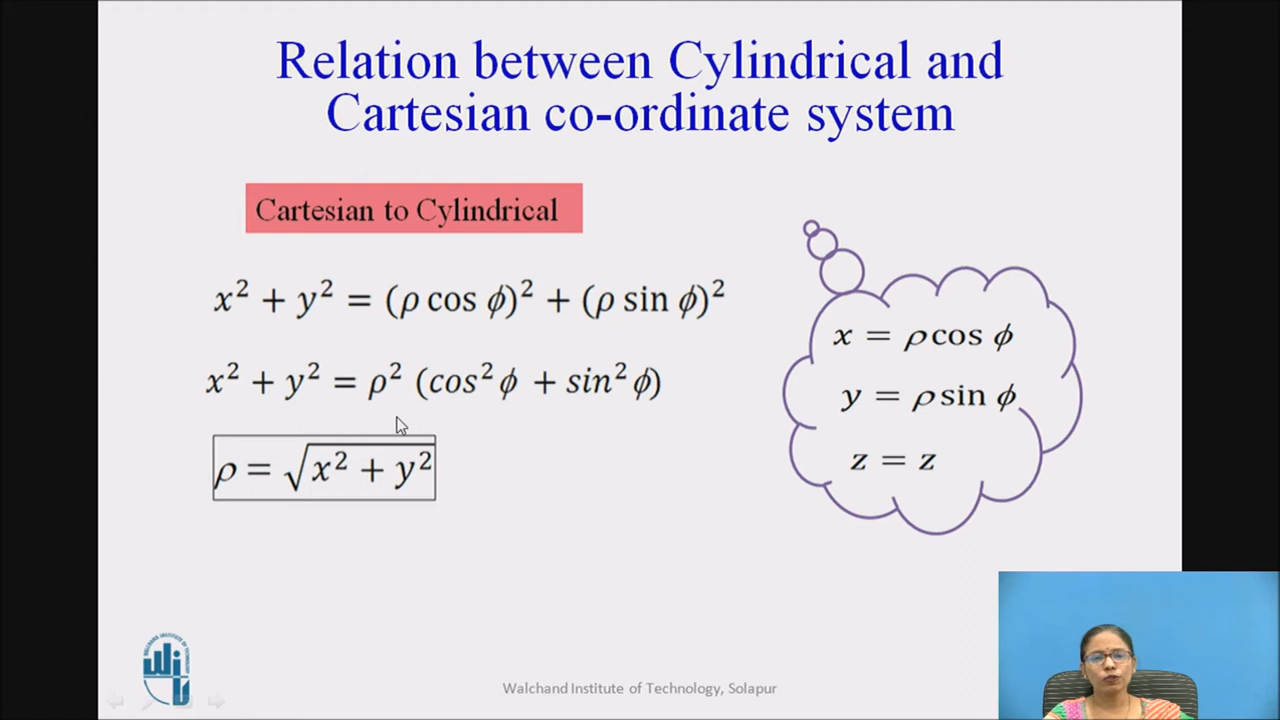 Relation between Cylindrical and
Cartesian co-ordinate system
Cartesian to Cylindrical
x² + y² = (ρ cos ϕ)² + (ρ sin ϕ)²
x² + y² = ρ² (cos²ϕ + sin²ϕ)
ρ = √(x² + y²)
x = ρ cos ϕ
y = ρ sin ϕ
z = z
Walchand Institute of Technology, Solapur